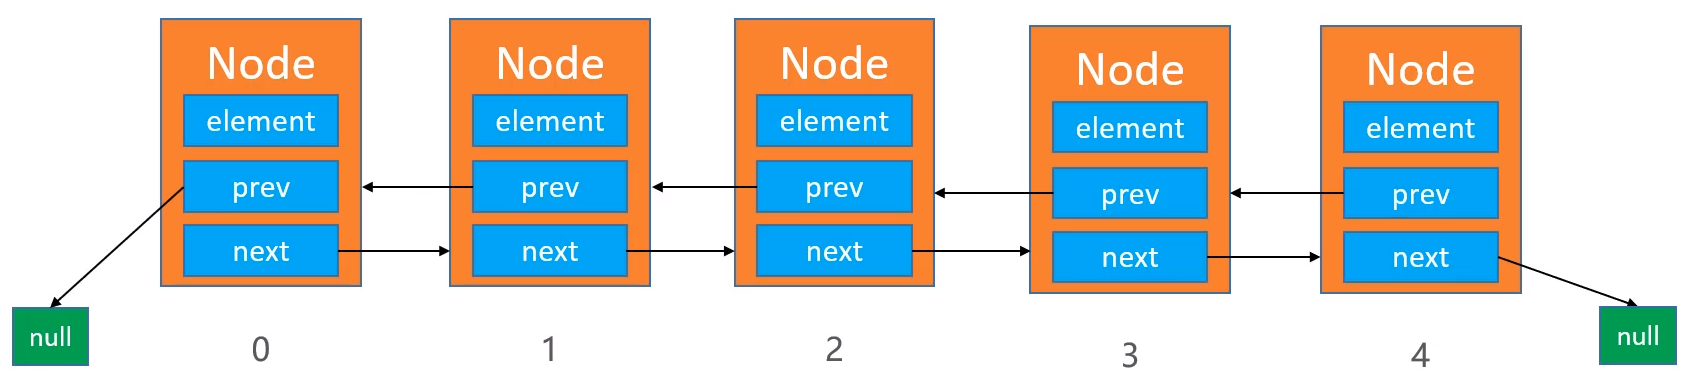 Node Node Node Node Node
element element element element element
prev prev prev prev prev
next next next next next
null null
0 1 2 3 4